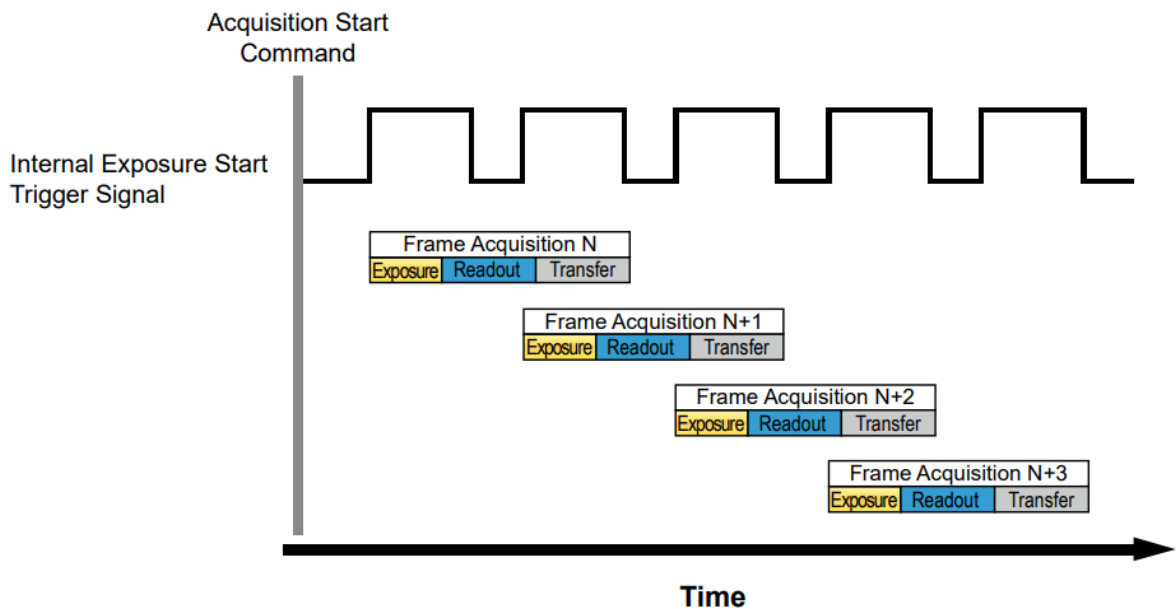 Acquisition Start
Command
Internal Exposure Start
Trigger Signal
Frame Acquisition N
Exposure Readout Transfer
Frame Acquisition N+1
Exposure Readout Transfer
Frame Acquisition N+2
Exposure Readout Transfer
Frame Acquisition N+3
Exposure Readout Transfer
Time